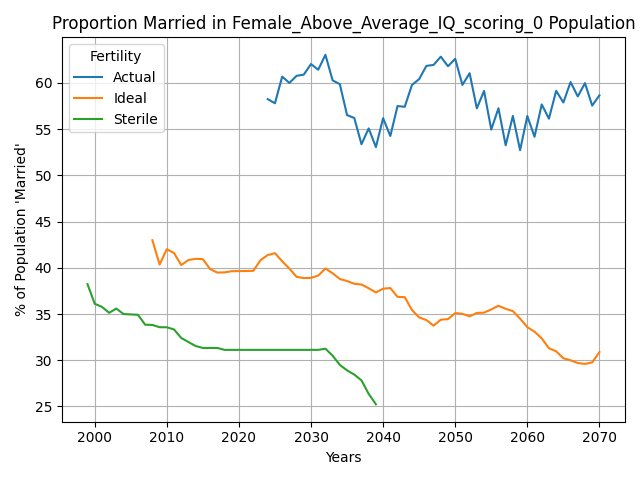 Proportion Married in Female_Above_Average_IQ_scoring_0 Population
Fertility
Actual
Ideal
Sterile
% of Population 'Married'
60
55
50
45
40
35
30
25
2000 2010 2020 2030 2040 2050 2060 2070
Years